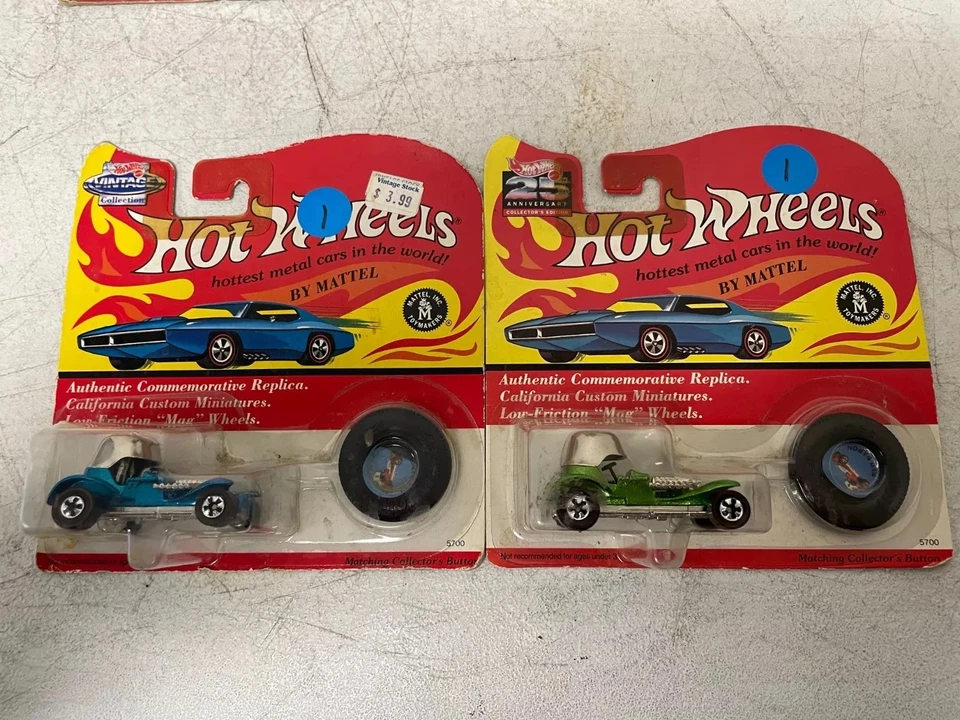 Hot Wheels
VINTAGE
Collection
1
Vintage Stock
$ 3.99
HOT WHEELS®
hottest metal cars in the world!
BY MATTEL
MATTEL, INC.
M
TOYMAKERS
Authentic Commemorative Replica.
California Custom Miniatures.
Low-Friction "Mag" Wheels.
5700
Matching Collector's Button
Hot Wheels
25
ANNIVERSARY
COLLECTOR'S EDITION
1
HOT WHEELS®
hottest metal cars in the world!
BY MATTEL
MATTEL, INC.
M
TOYMAKERS
Authentic Commemorative Replica.
California Custom Miniatures.
Low-Friction "Mag" Wheels.
5700
Not recommended for ages under 3
Matching Collector's Button